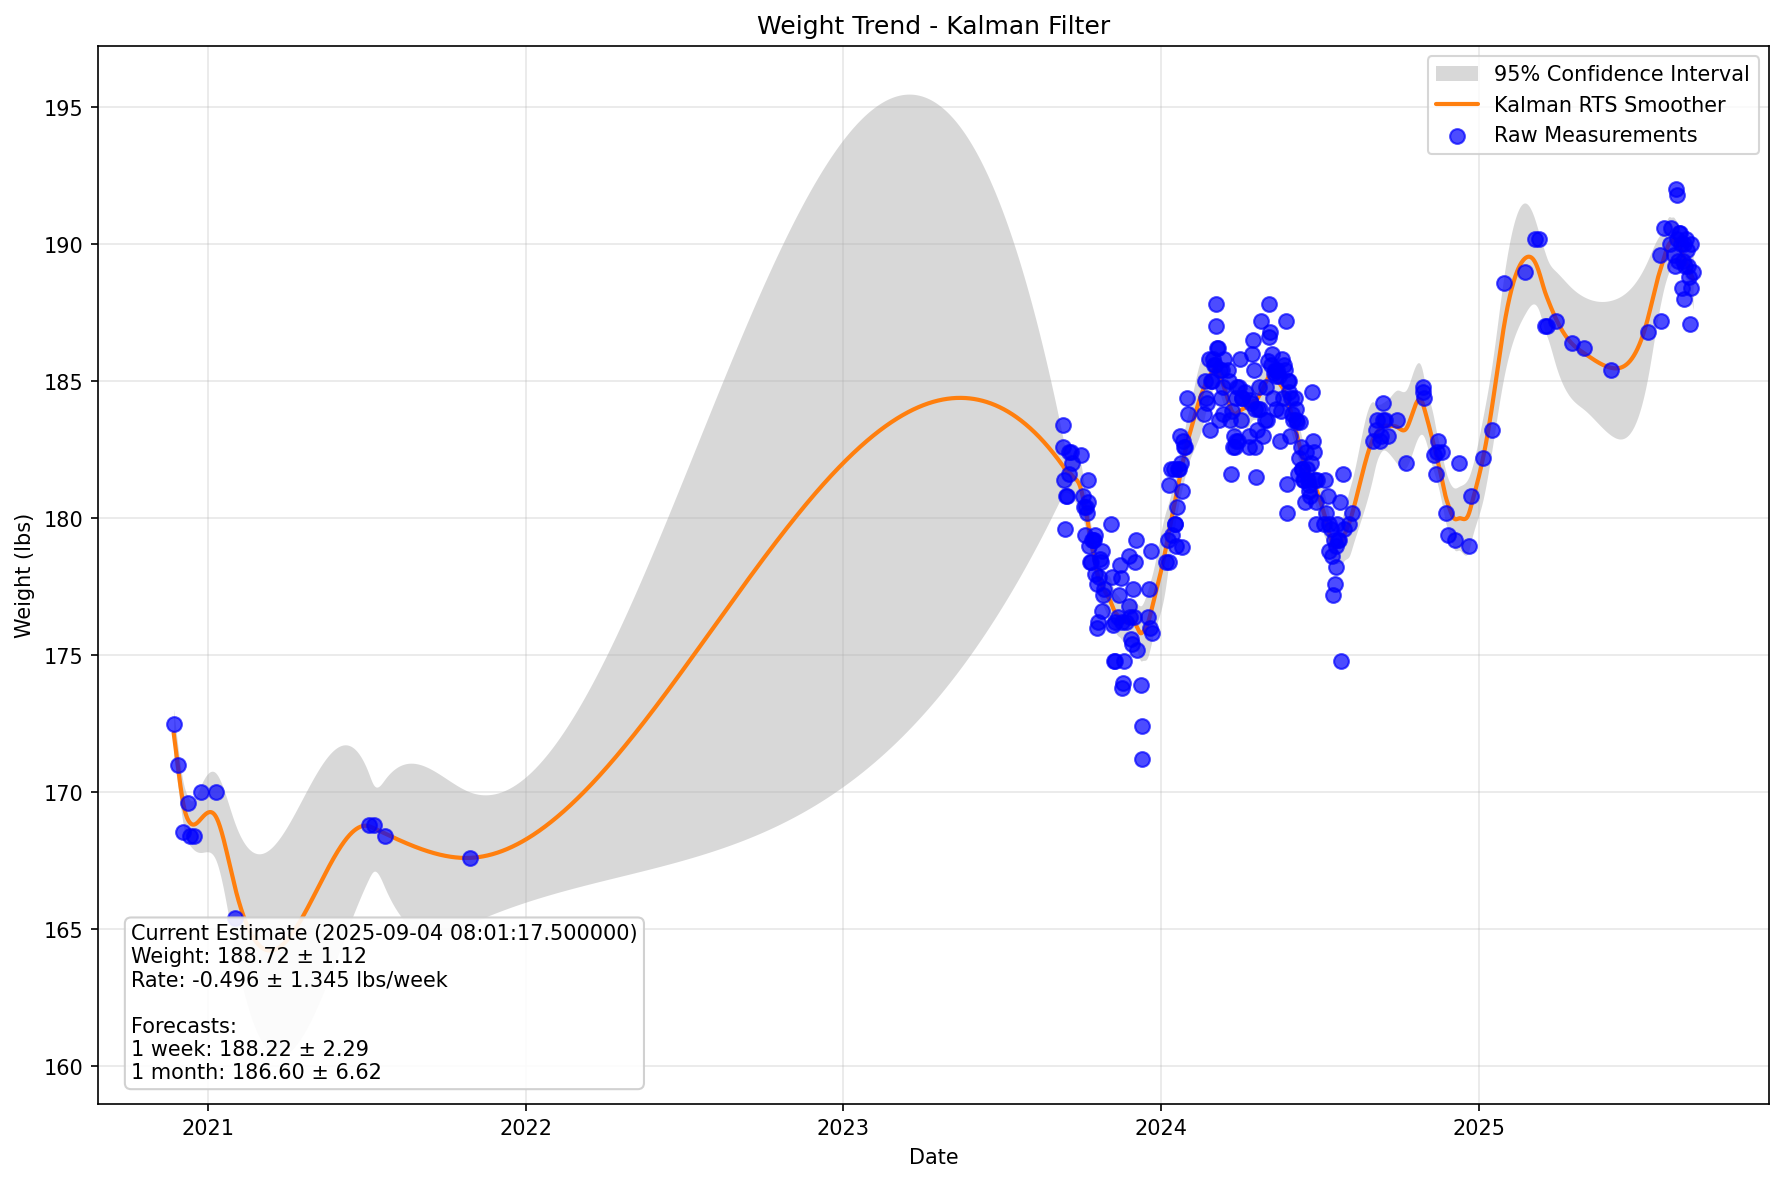 Weight Trend - Kalman Filter
95% Confidence Interval
Kalman RTS Smoother
Raw Measurements
Weight (lbs)
195
190
185
180
175
170
165
160
Current Estimate (2025-09-04 08:01:17.500000)
Weight: 188.72 ± 1.12
Rate: -0.496 ± 1.345 lbs/week
Forecasts:
1 week: 188.22 ± 2.29
1 month: 186.60 ± 6.62
2021
2022
2023
2024
2025
Date